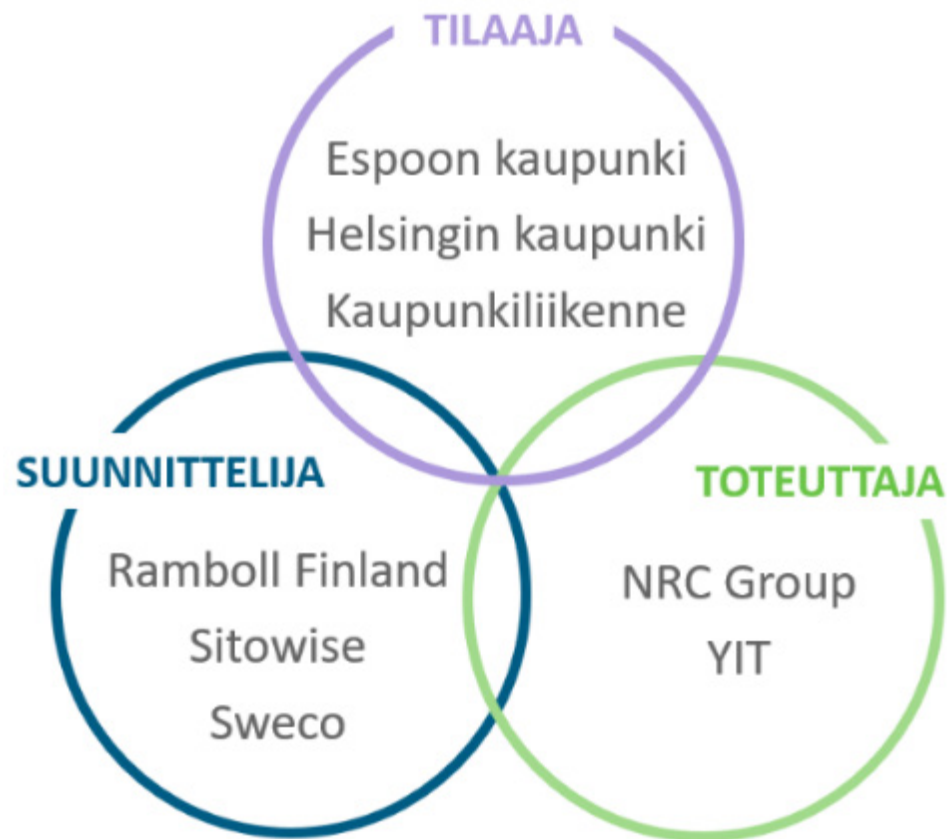 TILAAJA
Espoon kaupunki
Helsingin kaupunki
Kaupunkiliikenne
SUUNNITTELIJA
Ramboll Finland
Sitowise
Sweco
TOTEUTTAJA
NRC Group
YIT